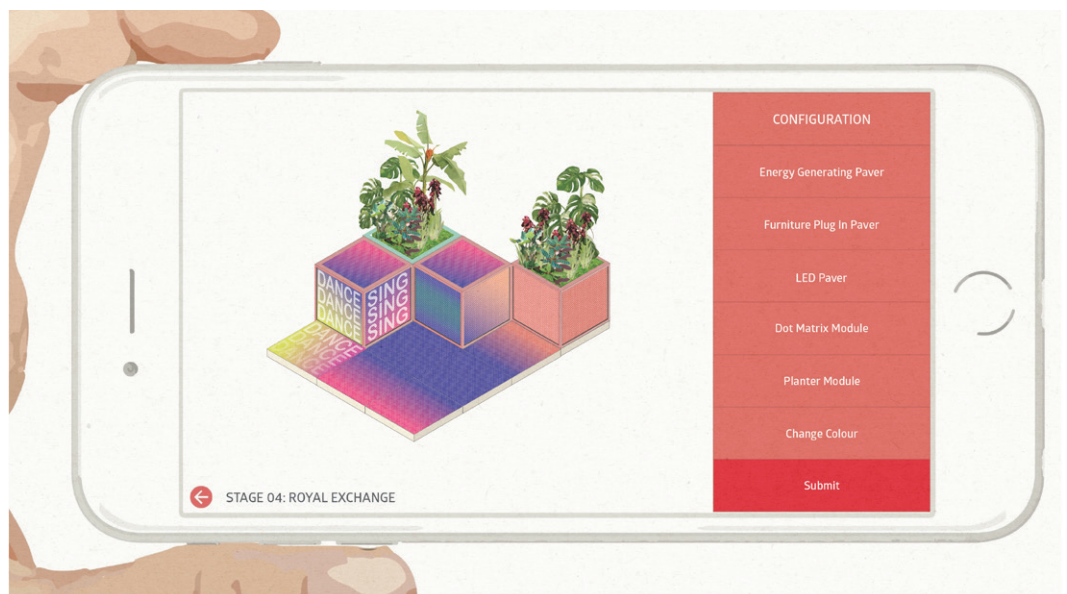 CONFIGURATION
Energy Generating Paver
Furniture Plug In Paver
LED Paver
Dot Matrix Module
Planter Module
Change Colour
Submit
DANCE
DANCE
DANCE
SING
SING
SING
DANCE
STAGE 04: ROYAL EXCHANGE